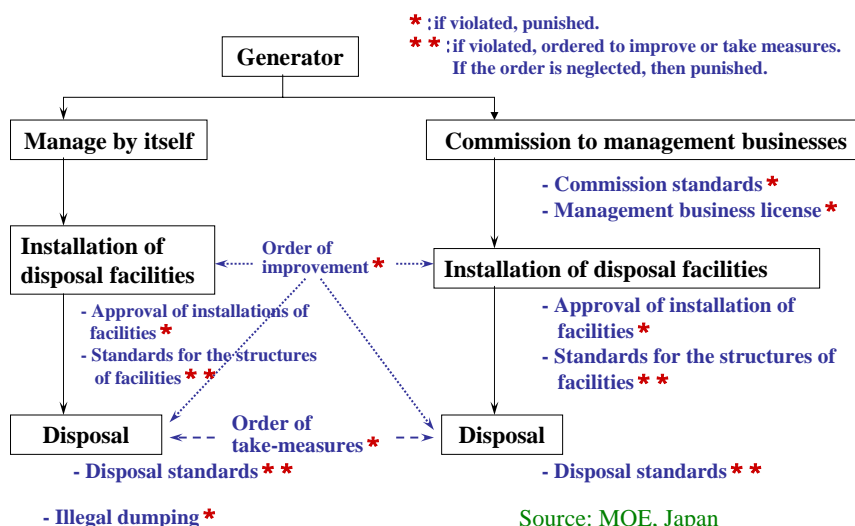 * : if violated, punished.
* * : if violated, ordered to improve or take measures.
If the order is neglected, then punished.
Generator
Manage by itself
Commission to management businesses
- Commission standards *
- Management business license *
Installation of
disposal facilities
Order of
improvement *
Installation of disposal facilities
- Approval of installations of
facilities *
- Standards for the structures
of facilities * *
- Approval of installation of
facilities *
- Standards for the structures of
facilities * *
Disposal
Order of
take-measures *
Disposal
- Disposal standards * *
- Disposal standards * *
- Illegal dumping *
Source: MOE, Japan